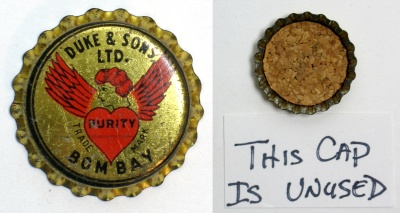 DUKE & SONS
LTD.
PURITY
TRADE MARK
BOMBAY
THIS CAP
IS UNUSED